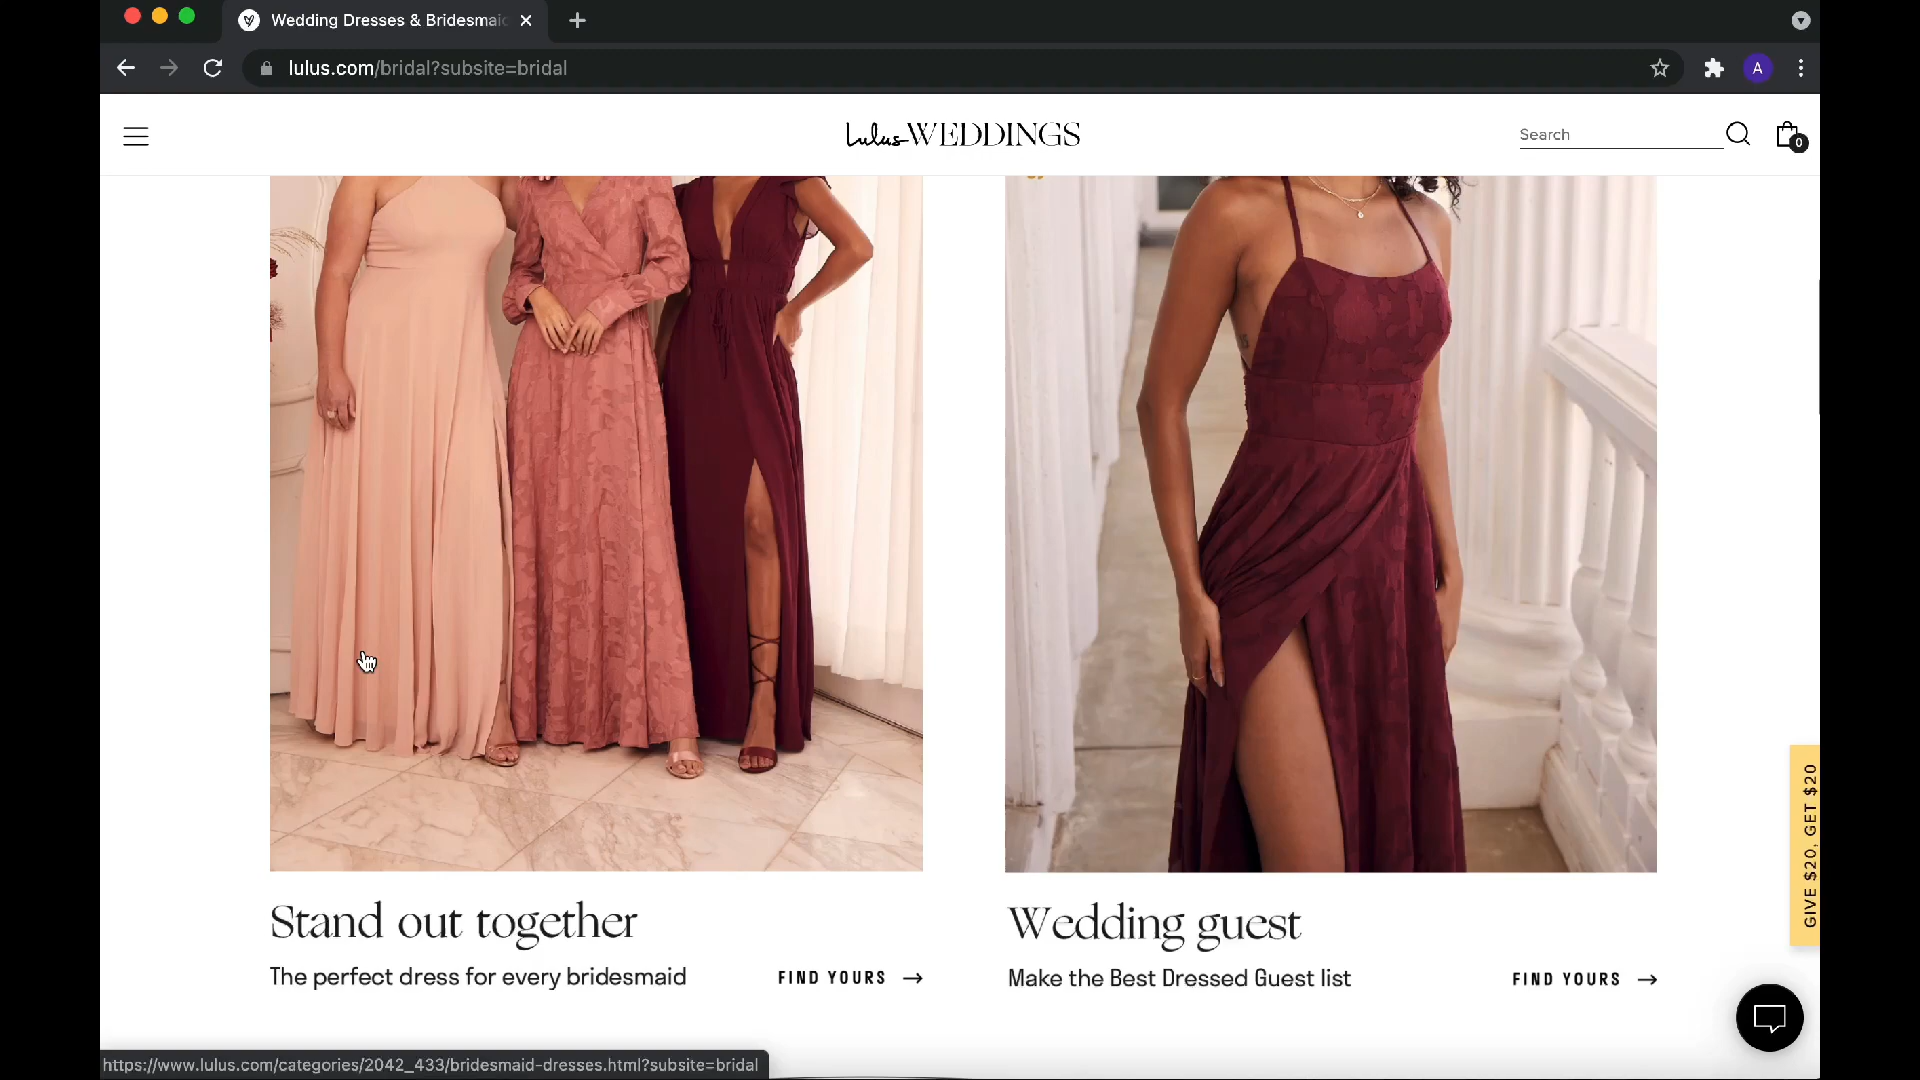 Wedding Dresses & Bridesmaid
lulus.com/bridal?subsite=bridal
A
Lulus WEDDINGS
Search
0
GIVE $20, GET $20
Stand out together
Wedding guest
The perfect dress for every bridesmaid
FIND YOURS →
Make the Best Dressed Guest list
FIND YOURS →
https://www.lulus.com/categories/2042_433/bridesmaid-dresses.html?subsite=bridal